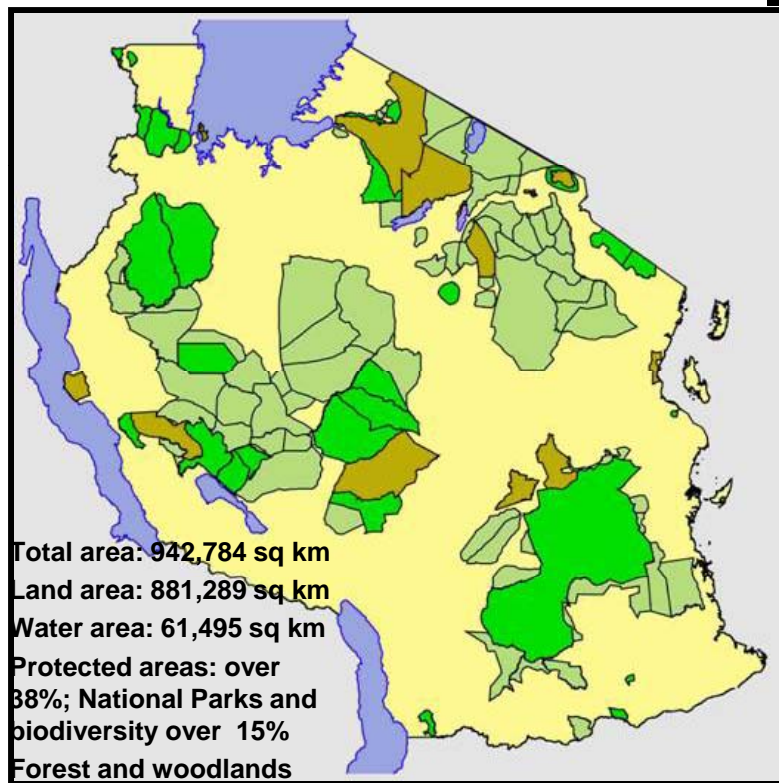 Total area: 942,784 sq km
Land area: 881,289 sq km
Water area: 61,495 sq km
Protected areas: over
38%; National Parks and
biodiversity over 15%
Forest and woodlands